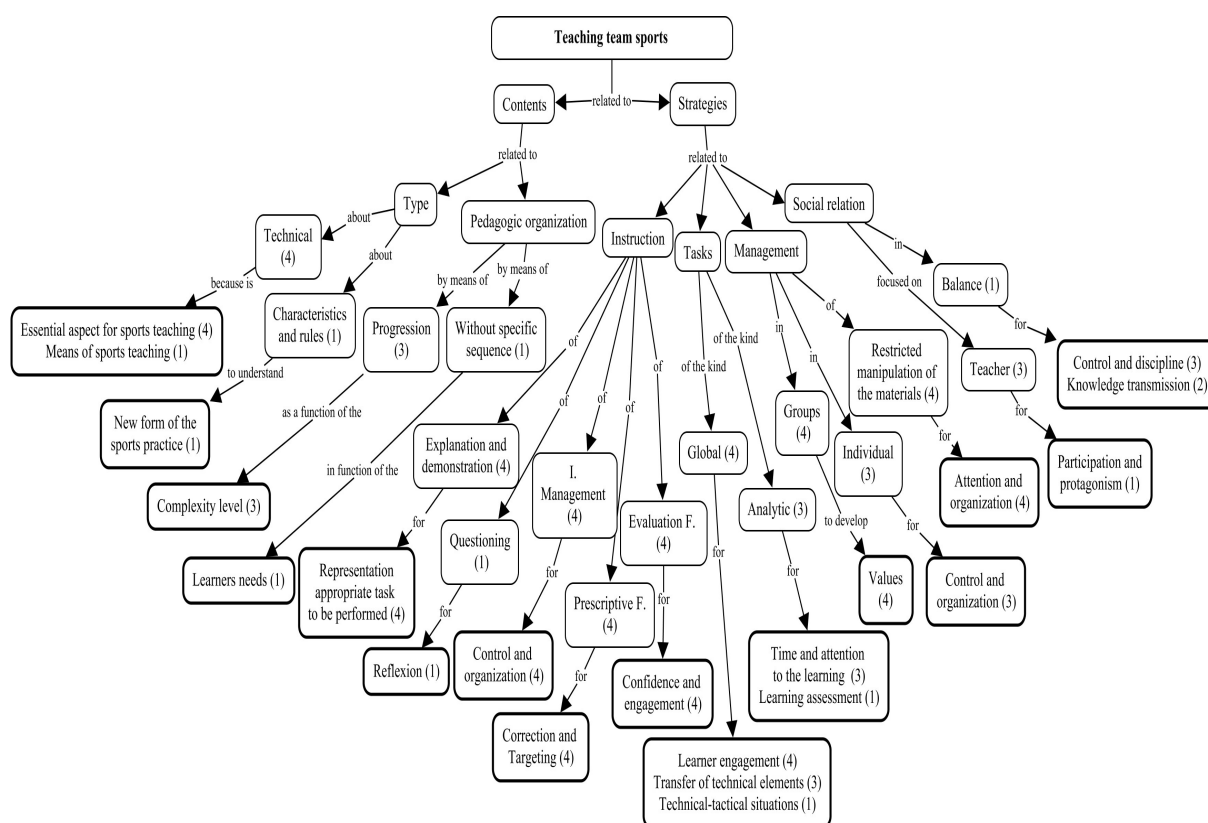 Teaching team sports
Contents
related to
Strategies
related to
related to
Type
Pedagogic organization
Instruction
Tasks
Management
Social relation
about
about
Technical
(4)
because is
Essential aspect for sports teaching (4)
Means of sports teaching (1)
Characteristics
and rules (1)
to understand
New form of the
sports practice (1)
by means of
by means of
Progression
(3)
Without specific
sequence (1)
as a function of the
Complexity level (3)
in function of the
Learners needs (1)
of
of
of
of
of
Explanation and
demonstration (4)
for
Representation
appropriate task
to be performed (4)
Questioning
(1)
for
Reflexion (1)
I.
Management
(4)
for
Control and
organization (4)
Prescriptive F.
(4)
for
Correction and
Targeting (4)
Evaluation F.
(4)
for
Confidence and
engagement (4)
of the kind
of the kind
Global (4)
for
Learner engagement (4)
Transfer of technical elements (3)
Technical-tactical situations (1)
Analytic (3)
for
Time and attention
to the learning (3)
Learning assessment (1)
in
in
of
Groups
(4)
to develop
Values
(4)
Individual
(3)
for
Control and
organization (3)
Restricted
manipulation of
the materials (4)
for
Attention and
organization (4)
in
focused on
Balance (1)
for
Control and discipline (3)
Knowledge transmission (2)
Teacher (3)
for
Participation and
protagonism (1)